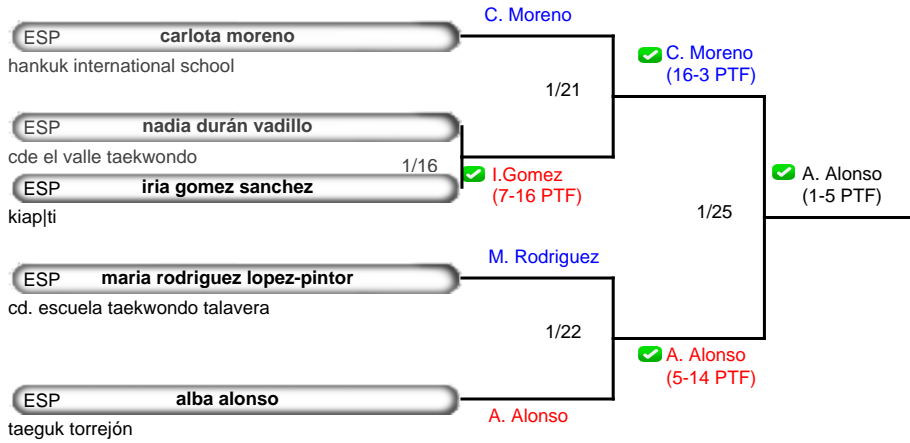 C. Moreno
ESP carlota moreno
hankuk international school
C. Moreno
(16-3 PTF)
1/21
ESP nadia durán vadillo
cde el valle taekwondo
1/16
ESP iria gomez sanchez
kiap|ti
I.Gomez
(7-16 PTF)
A. Alonso
(1-5 PTF)
1/25
M. Rodriguez
ESP maria rodriguez lopez-pintor
cd. escuela taekwondo talavera
1/22
A. Alonso
(5-14 PTF)
ESP alba alonso
taeguk torrejón
A. Alonso